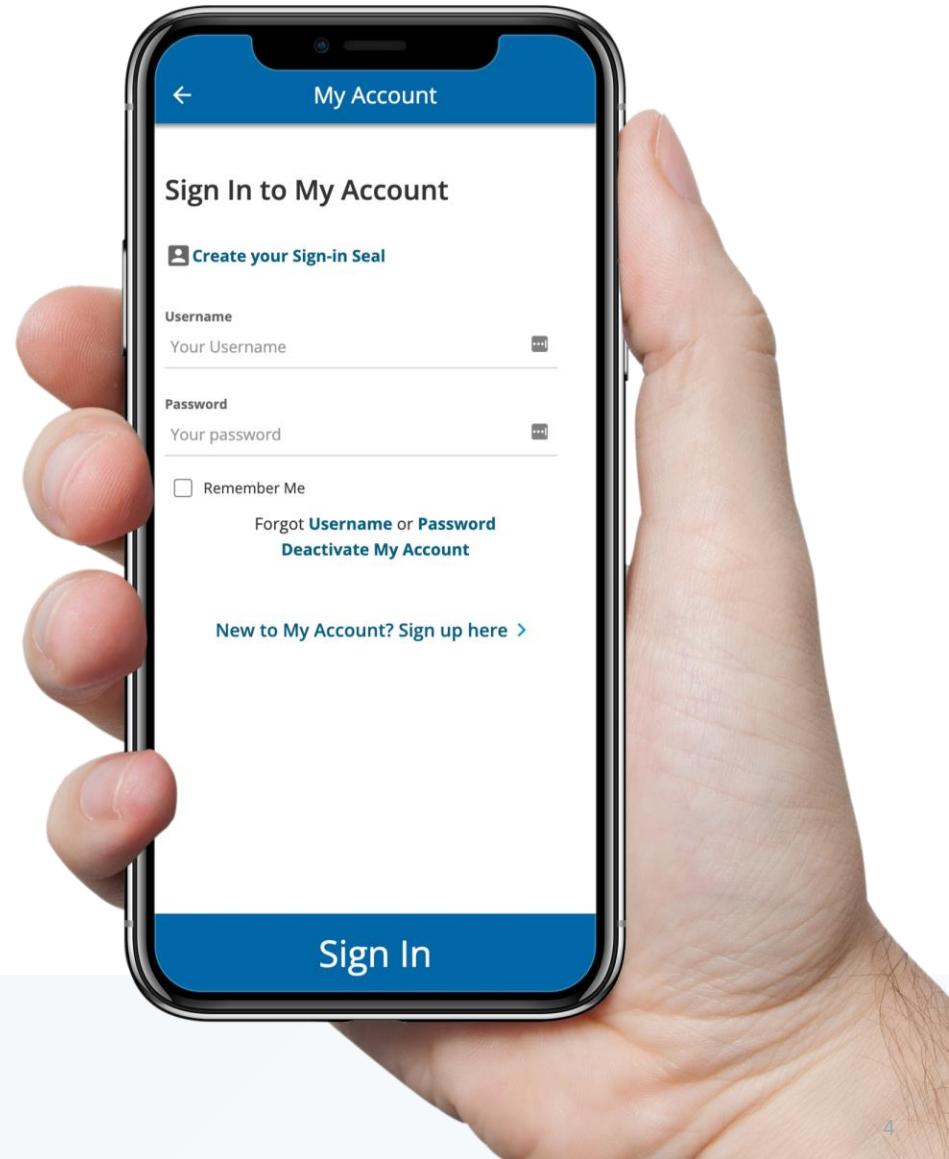 My Account
Sign In to My Account
Create your Sign-in Seal
Username
Your Username
Password
Your password
Remember Me
Forgot Username or Password
Deactivate My Account
New to My Account? Sign up here >
Sign In
4